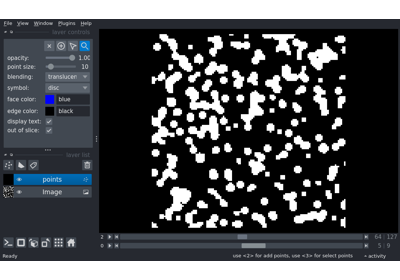 File View Window Plugins Help
layer controls
opacity: 1.00
point size: 10
blending: translucen
symbol: disc
face color: blue
edge color: black
display text:
out of slice:
layer list
points
Image
2 64 127
0 5 9
Ready use <2> for add points, use <3> for select points activity